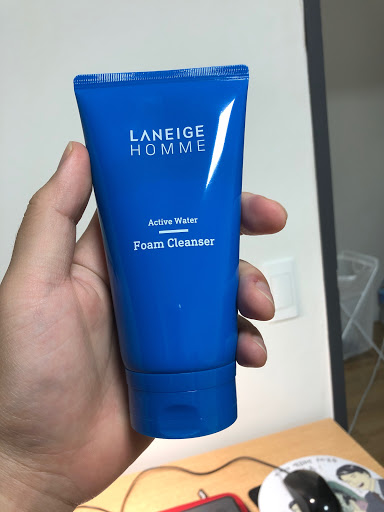 LANEIGE
HOMME
Active Water
Foam Cleanser